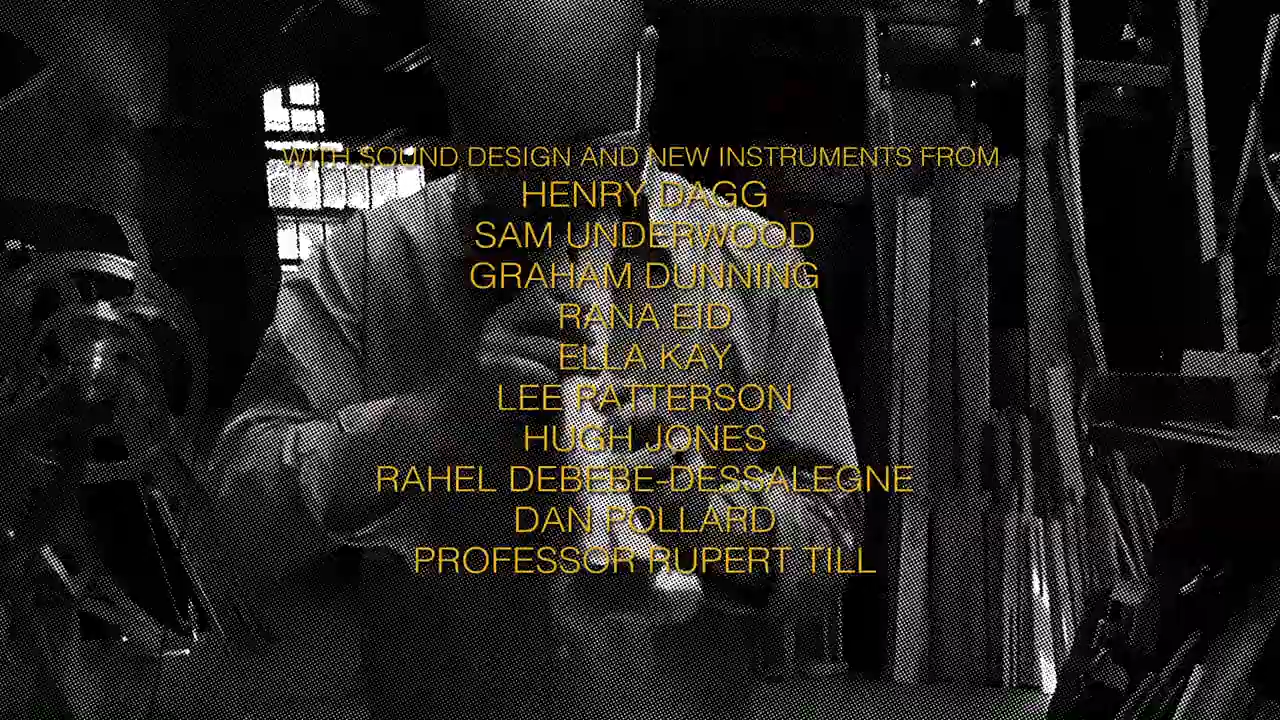 WITH SOUND DESIGN AND NEW INSTRUMENTS FROM
HENRY DAGG
SAM UNDERWOOD
GRAHAM DUNNING
RANA EID
ELLA KAY
LEE PATTERSON
HUGH JONES
RAHEL DEBEBE-DESSALEGNE
DAN POLLARD
PROFESSOR RUPERT TILL